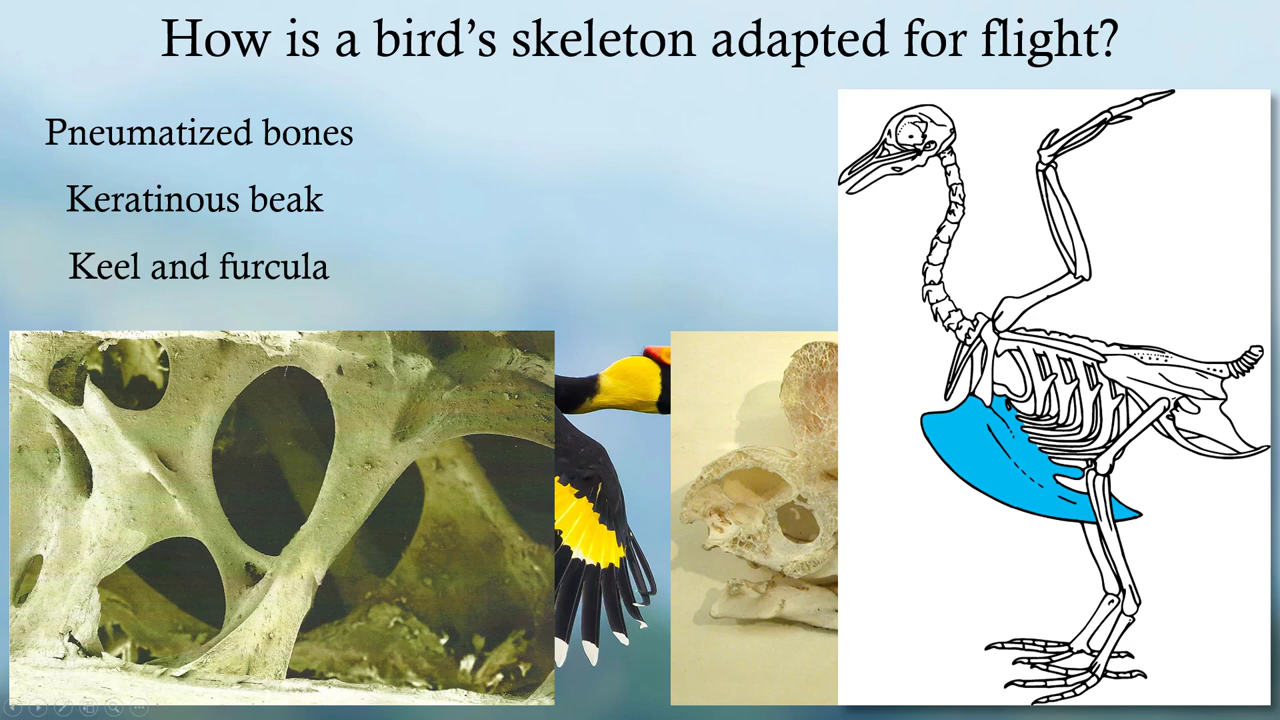 How is a bird's skeleton adapted for flight?
Pneumatized bones
Keratinous beak
Keel and furcula